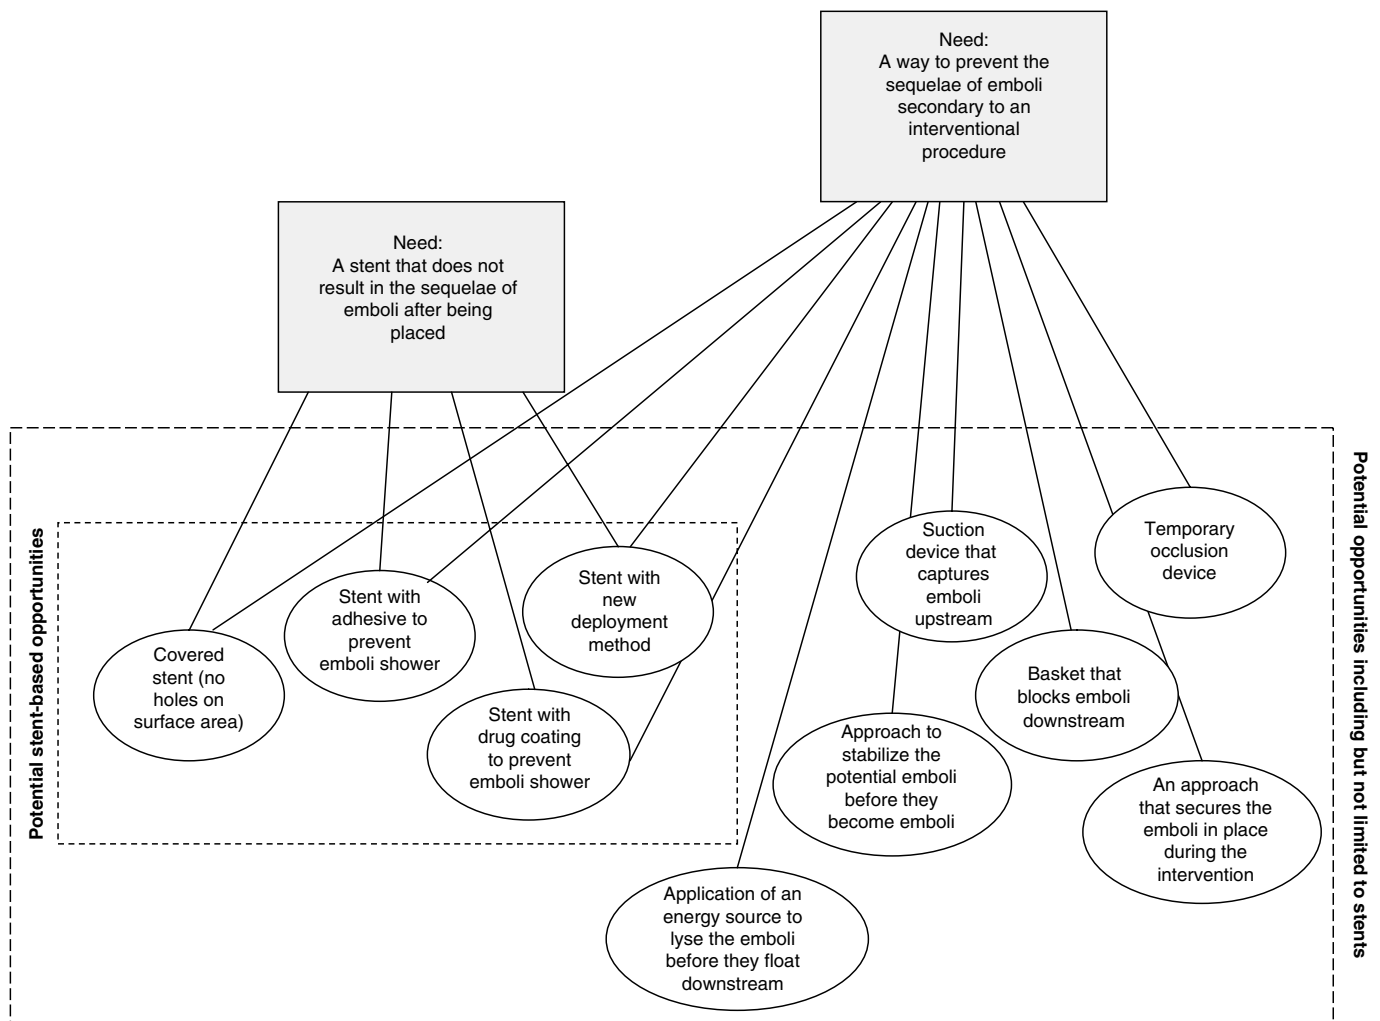 Need:
A way to prevent the
sequelae of emboli
secondary to an
interventional
procedure
Need:
A stent that does not
result in the sequelae of
emboli after being
placed
Potential stent-based opportunities
Covered
stent (no
holes on
surface area)
Stent with
adhesive to
prevent
emboli shower
Stent with
drug coating
to prevent
emboli shower
Stent with
new
deployment
method
Application of an
energy source to
lyse the emboli
before they float
downstream
Approach to
stabilize the
potential emboli
before they
become emboli
Suction
device that
captures
emboli
upstream
Basket that
blocks emboli
downstream
Temporary
occlusion
device
An approach
that secures the
emboli in place
during the
intervention
Potential opportunities including but not limited to stents